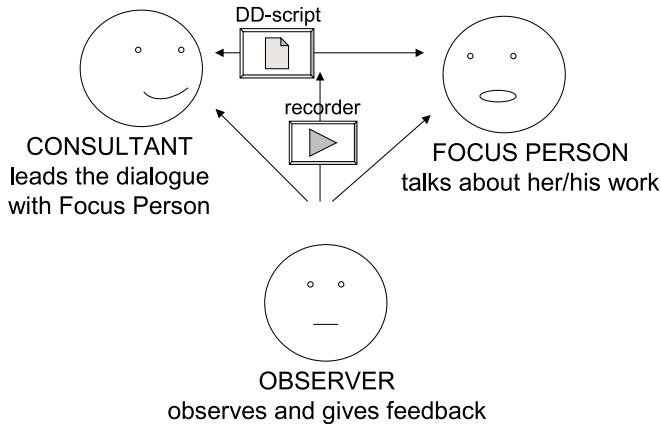 DD-script
recorder
CONSULTANT
leads the dialogue
with Focus Person
FOCUS PERSON
talks about her/his work
OBSERVER
observes and gives feedback